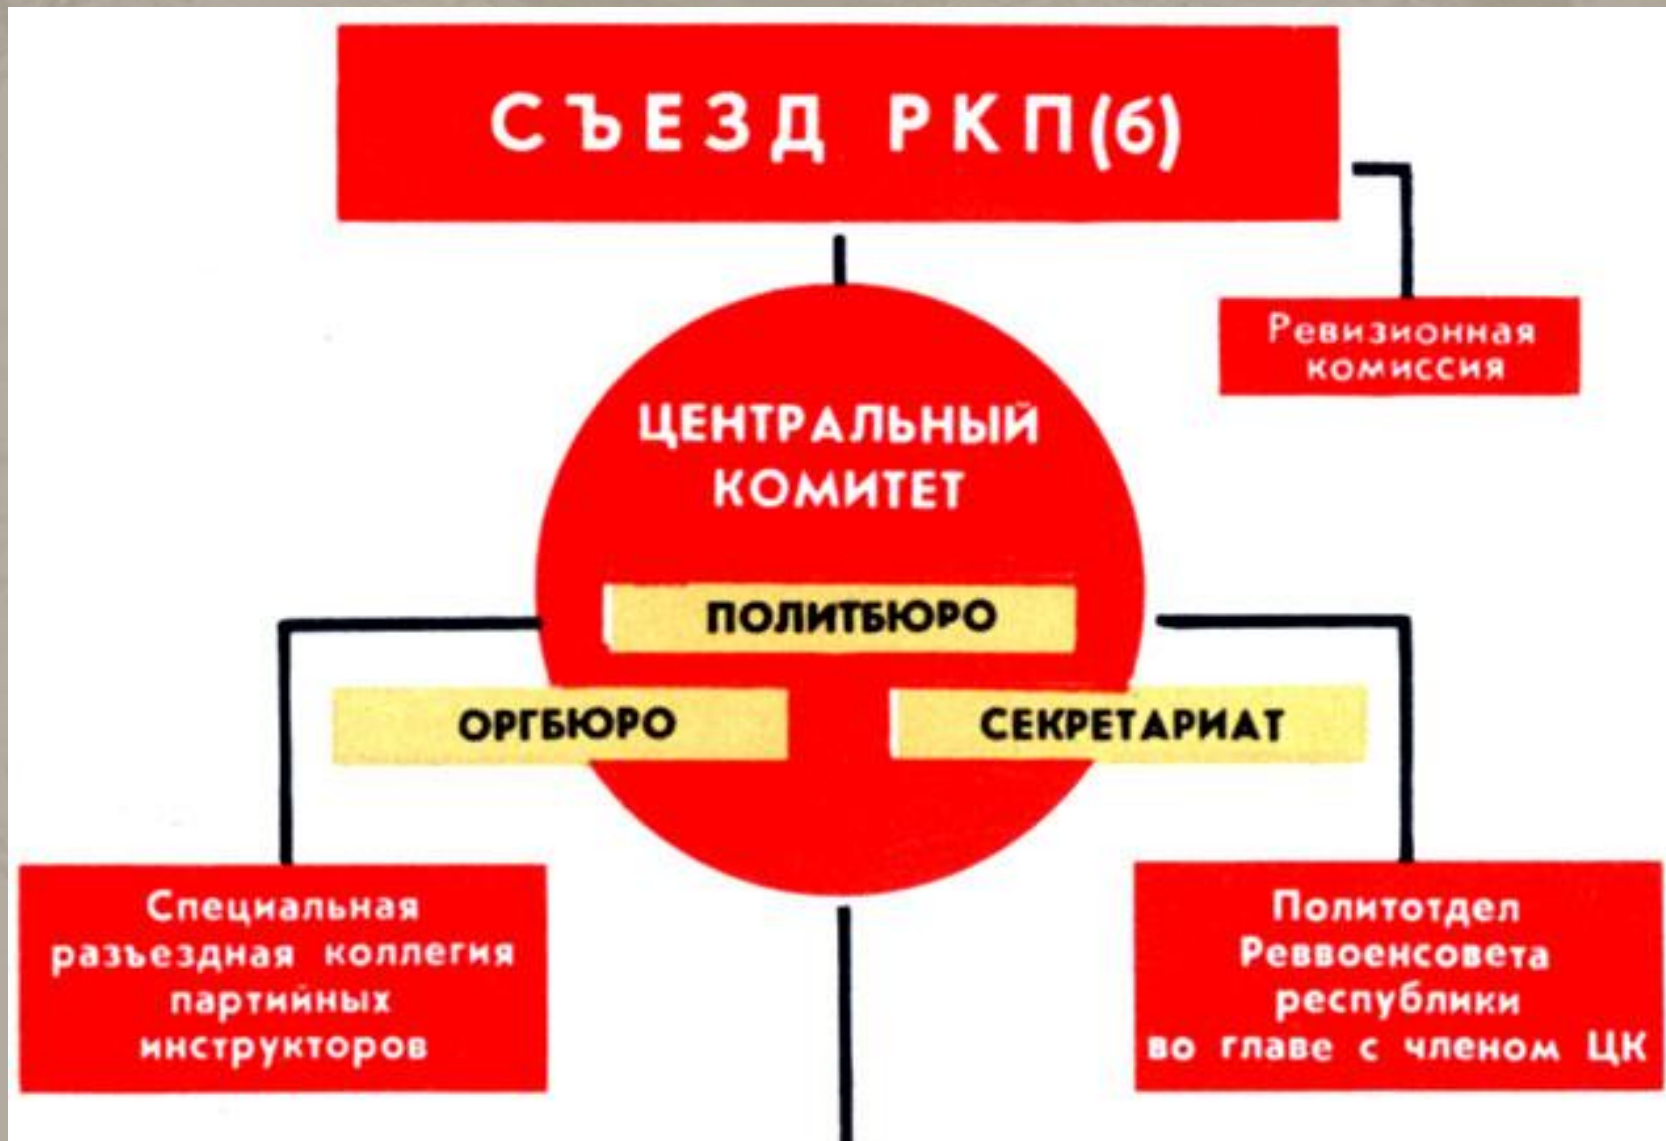 СЪЕЗД РКП(б)
Ревизионная
комиссия
ЦЕНТРАЛЬНЫЙ
КОМИТЕТ
ПОЛИТБЮРО
ОРГБЮРО
СЕКРЕТАРИАТ
Специальная
разъездная коллегия
партийных
инструкторов
Политотдел
Реввоенсовета
республики
во главе с членом ЦК